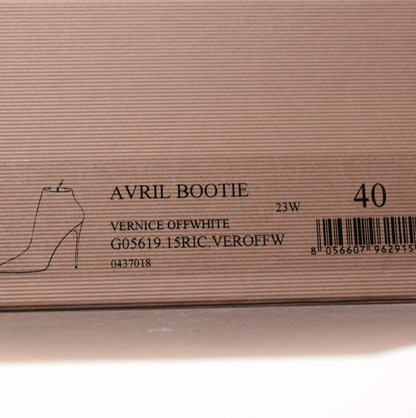 AVRIL BOOTIE
23W
40
VERNICE OFFWHITE
G05619.15RIC.VEROFFW
0437018
8 056607 962915